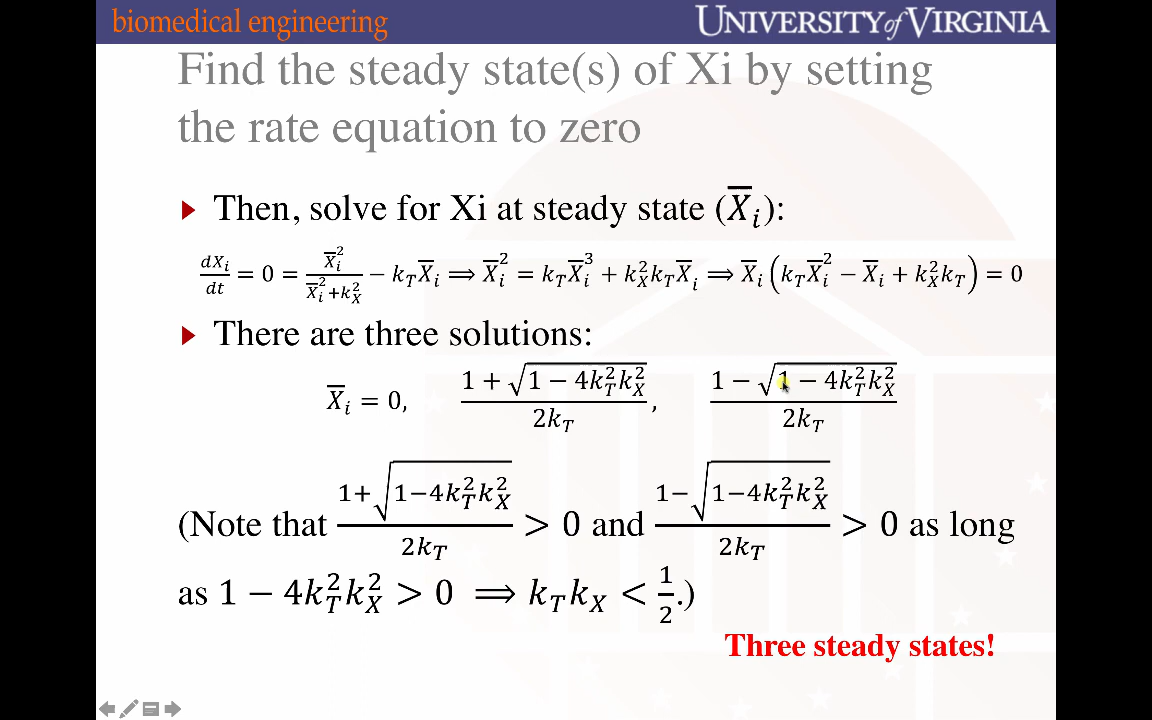 biomedical engineering
UNIVERSITY of VIRGINIA
Find the steady state(s) of Xi by setting
the rate equation to zero
Then, solve for Xi at steady state (X̅ᵢ):
dXᵢ/dt = 0 = X̅ᵢ²/(X̅ᵢ²+k_X²) − k_T X̅ᵢ ⟹ X̅ᵢ² = k_T X̅ᵢ³ + k_X² k_T X̅ᵢ ⟹ X̅ᵢ (k_T X̅ᵢ² − X̅ᵢ + k_X² k_T) = 0
There are three solutions:
X̅ᵢ = 0, (1 + √(1 − 4k_T² k_X²))/(2k_T), (1 − √(1 − 4k_T² k_X²))/(2k_T)
(Note that (1+√(1−4k_T² k_X²))/(2k_T) > 0 and (1−√(1−4k_T² k_X²))/(2k_T) > 0 as long
as 1 − 4k_T² k_X² > 0 ⟹ k_T k_X < 1/2.)
Three steady states!